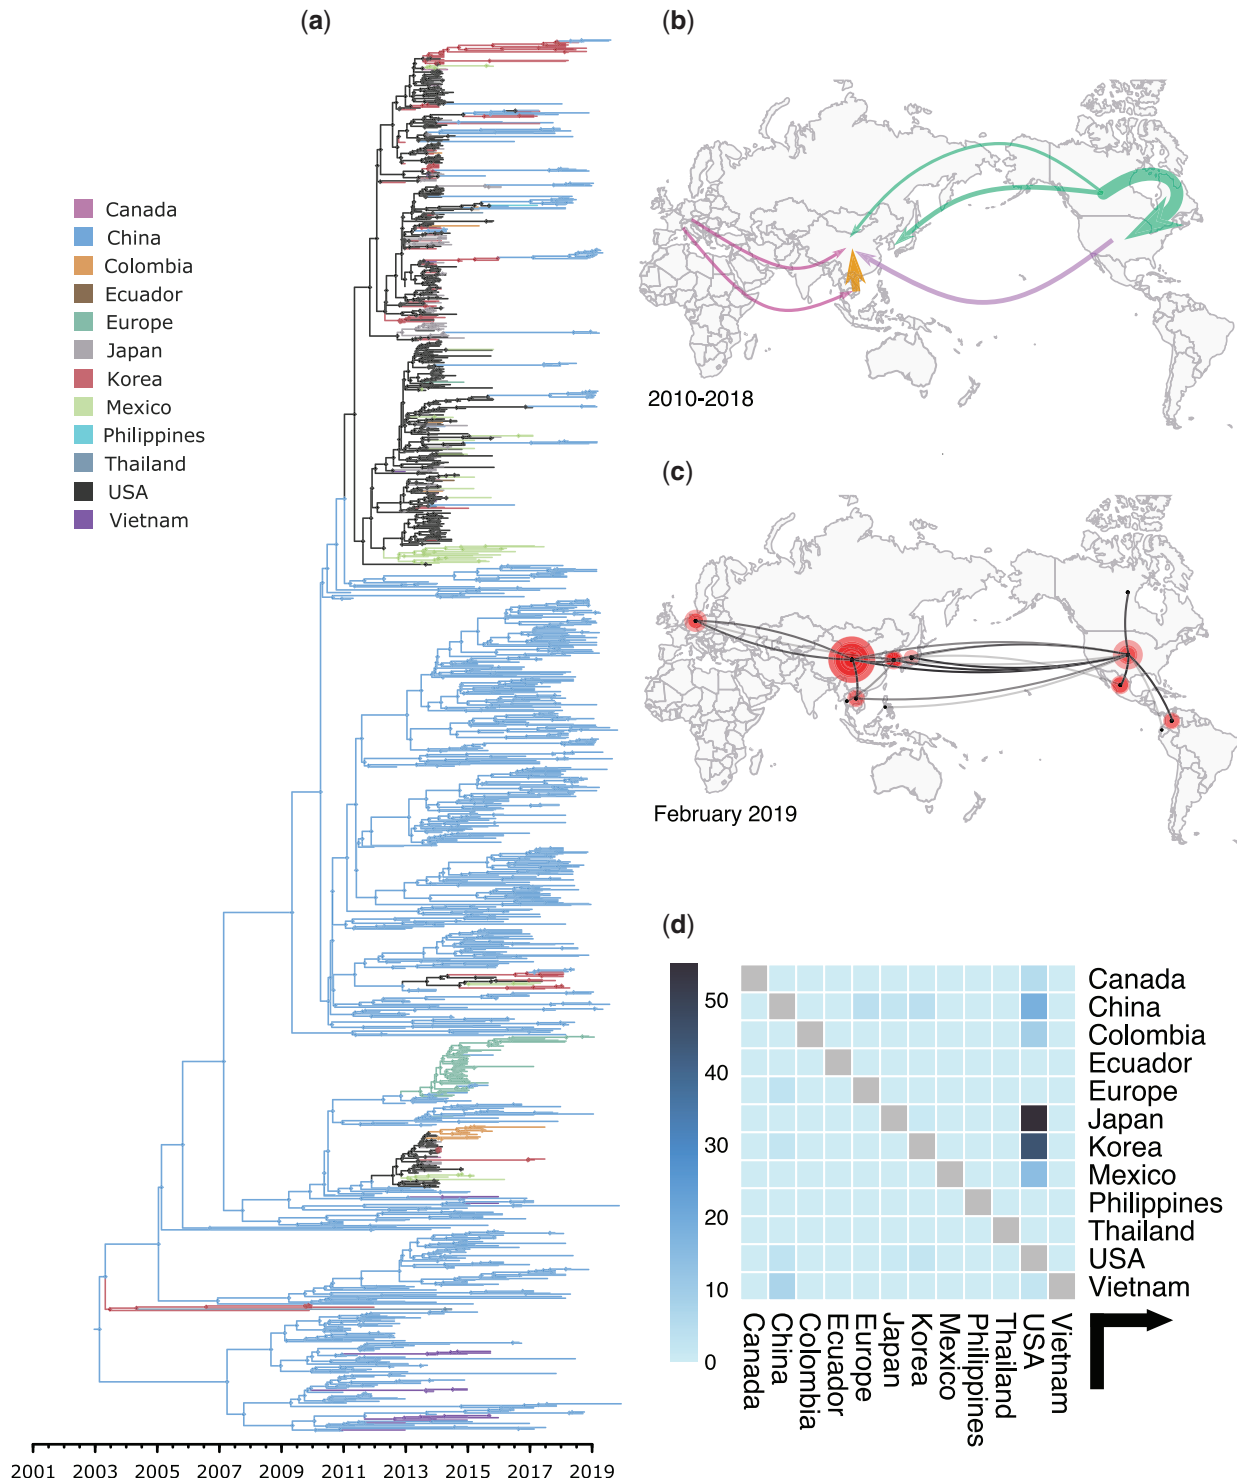 (a)
Canada
China
Colombia
Ecuador
Europe
Japan
Korea
Mexico
Philippines
Thailand
USA
Vietnam
2001 2003 2005 2007 2009 2011 2013 2015 2017 2019
(b)
2010-2018
(c)
February 2019
(d)
50
40
30
20
10
0
Canada
China
Colombia
Ecuador
Europe
Japan
Korea
Mexico
Philippines
Thailand
USA
Vietnam
Canada
China
Colombia
Ecuador
Europe
Japan
Korea
Mexico
Philippines
Thailand
USA
Vietnam